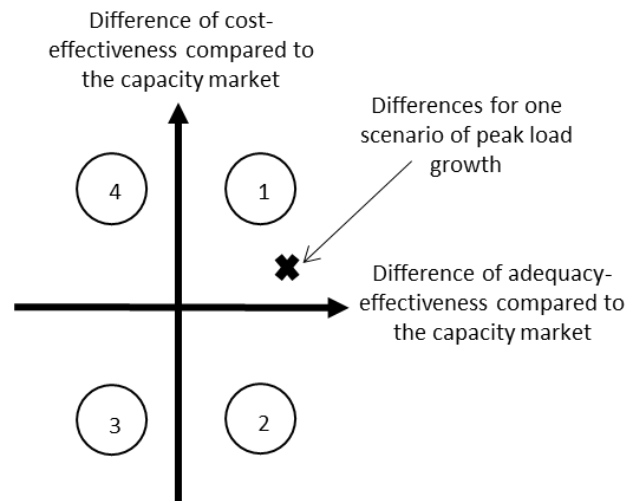 Difference of cost-
effectiveness compared to
the capacity market
Differences for one
scenario of peak load
growth
4
1
Difference of adequacy-
effectiveness compared to
the capacity market
3
2